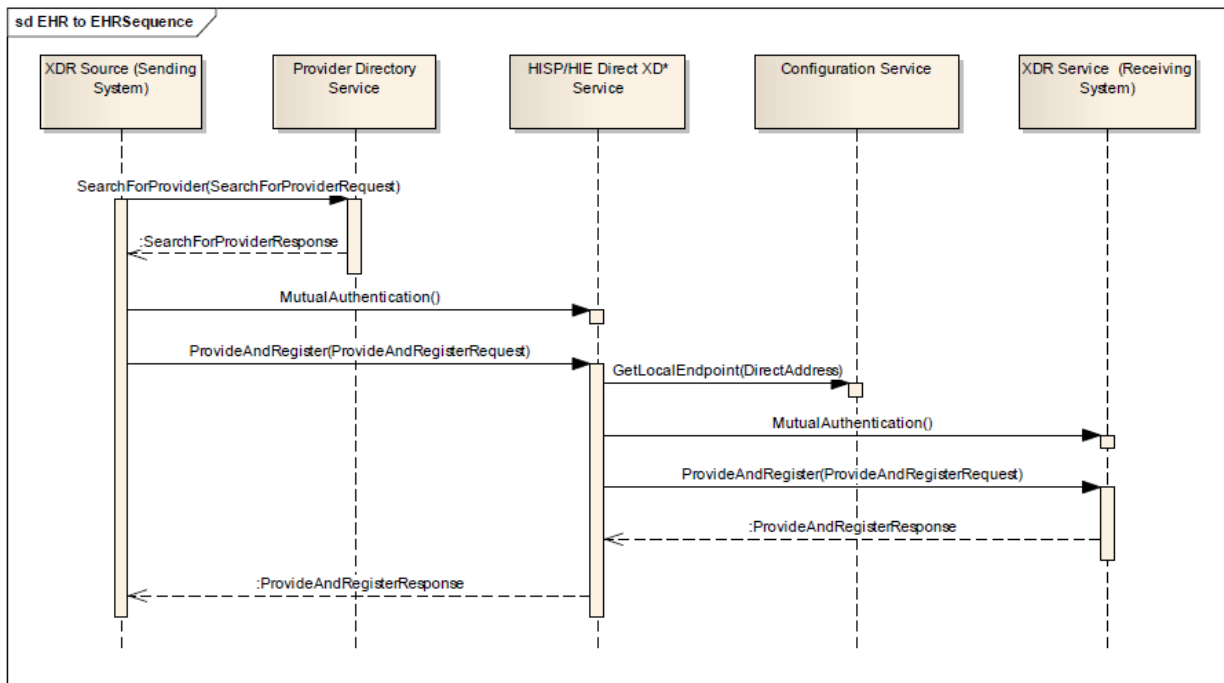 sd EHR to EHRSequence
XDR Source (Sending
System)
Provider Directory
Service
HISP/HIE Direct XD*
Service
Configuration Service
XDR Service (Receiving
System)
SearchForProvider(SearchForProviderRequest)
:SearchForProviderResponse
MutualAuthentication()
ProvideAndRegister(ProvideAndRegisterRequest)
GetLocalEndpoint(DirectAddress)
MutualAuthentication()
ProvideAndRegister(ProvideAndRegisterRequest)
:ProvideAndRegisterResponse
:ProvideAndRegisterResponse